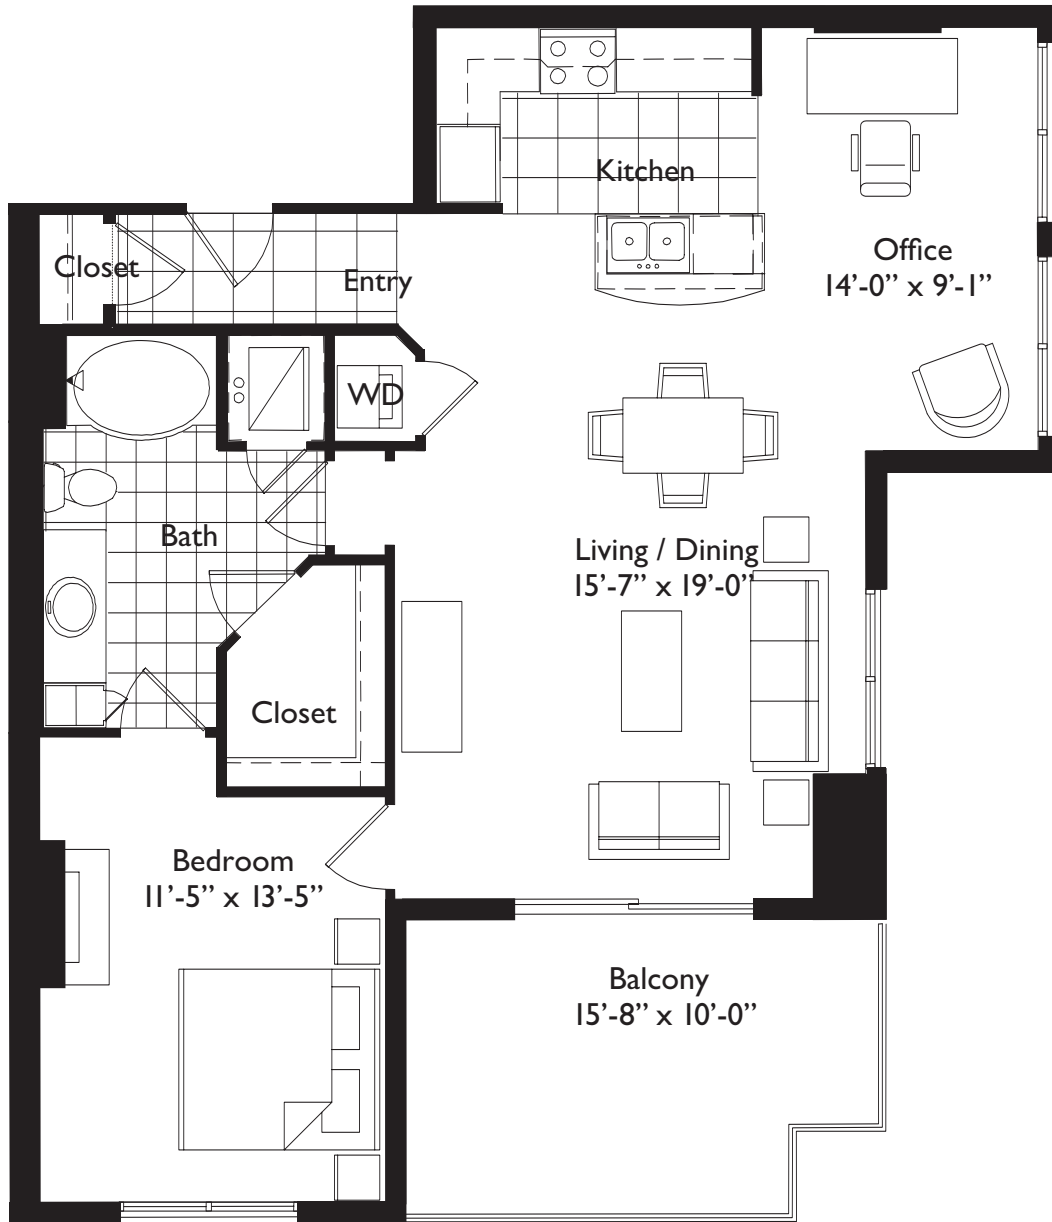 Kitchen
Office
14’-0” x 9’-1”
Closet
Entry
WD
Bath
Living / Dining
15’-7” x 19’-0”
Closet
Bedroom
11’-5” x 13’-5”
Balcony
15’-8” x 10’-0”